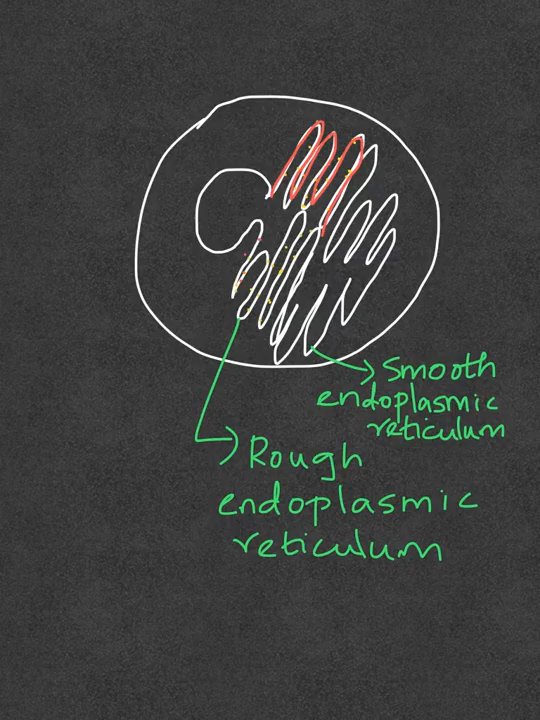 Smooth
endoplasmic
reticulum
Rough
endoplasmic
reticulum